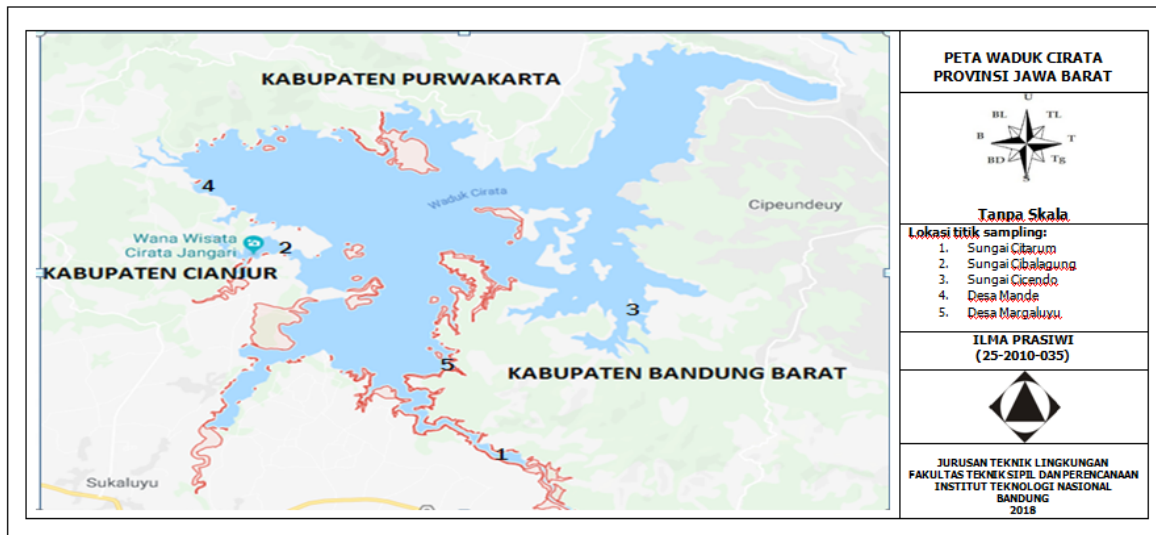 KABUPATEN PURWAKARTA
4
Waduk Cirata
Cipeundeuy
Wana Wisata
Cirata Jangari
2
KABUPATEN CIANJUR
3
5
KABUPATEN BANDUNG BARAT
1
Sukaluyu
PETA WADUK CIRATA
PROVINSI JAWA BARAT
U
BL TL
B T
BD Tg
S
Tanpa Skala
Lokasi titik sampling:
1. Sungai Citarum
2. Sungai Cibalagung
3. Sungai Cicendo
4. Desa Mande
5. Desa Margaluyu
ILMA PRASIWI
(25-2010-035)
JURUSAN TEKNIK LINGKUNGAN
FAKULTAS TEKNIK SIPIL DAN PERENCANAAN
INSTITUT TEKNOLOGI NASIONAL
BANDUNG
2018